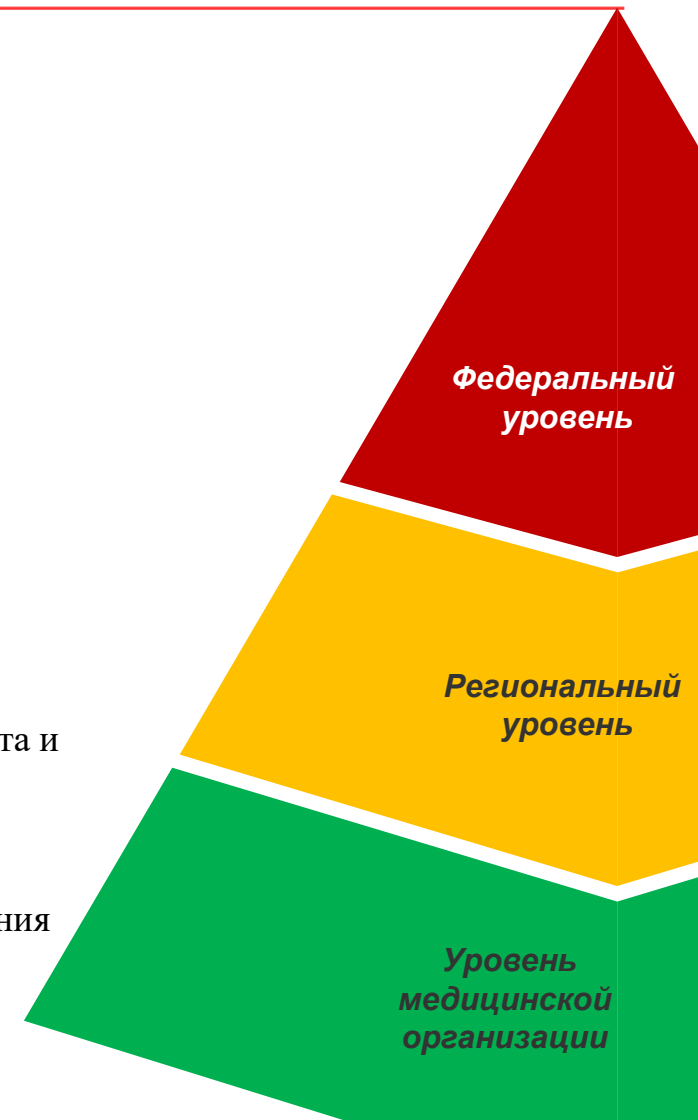 Федеральный
уровень
Региональный
уровень
та и
ния
Уровень
медицинской
организации